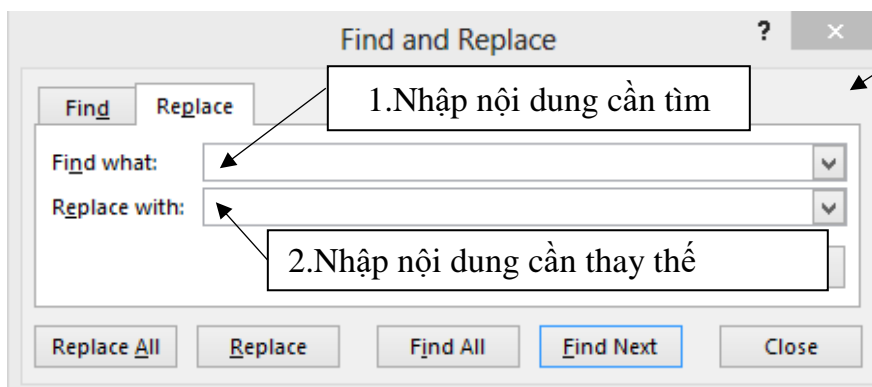 Find and Replace ? ×
1.Nhập nội dung cần tìm
Find Replace
Find what:
Replace with:
2.Nhập nội dung cần thay thế
Replace All Replace Find All Find Next Close